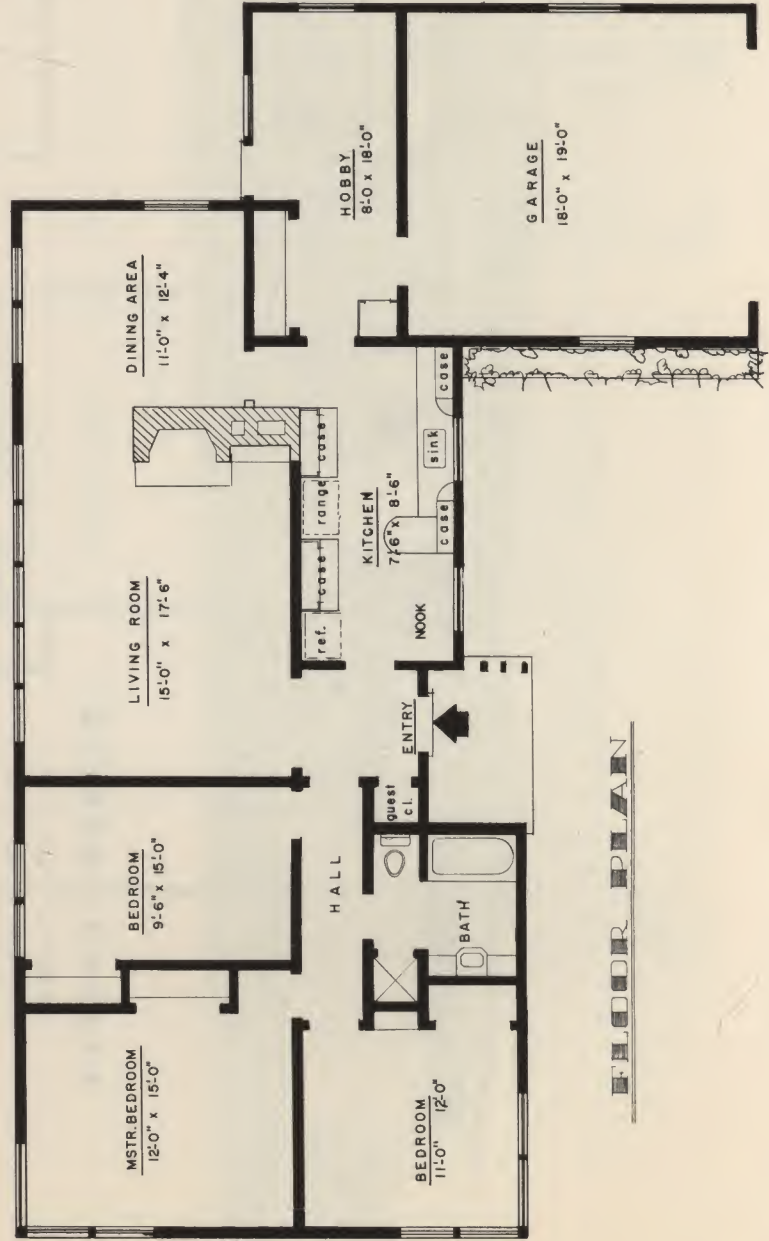 MSTR. BEDROOM
12'-0" x 15'-0"
BEDROOM
9'-6" x 15'-0"
LIVING ROOM
15'-0" x 17'-6"
DINING AREA
11'-0" x 12'-4"
HOBBY
8'-0 x 18'-0"
GARAGE
18'-0" x 19'-0"
ref.
case
range
case
KITCHEN
7'-6" x 8'-6"
NOOK
case
sink
case
ENTRY
guest
cl.
HALL
BATH
BEDROOM
11'-0" 12'-0"
FLOOR PLAN